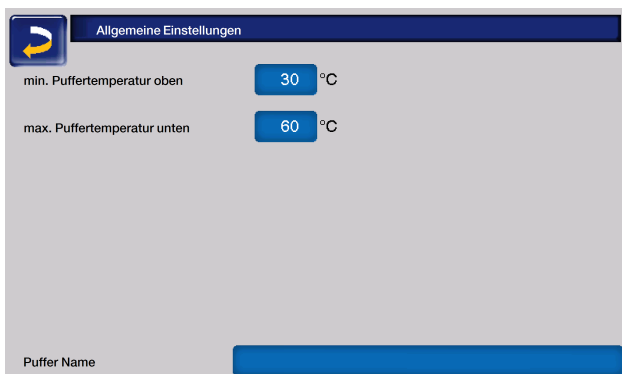 Allgemeine Einstellungen
min. Puffertemperatur oben 30 °C
max. Puffertemperatur unten 60 °C
Puffer Name